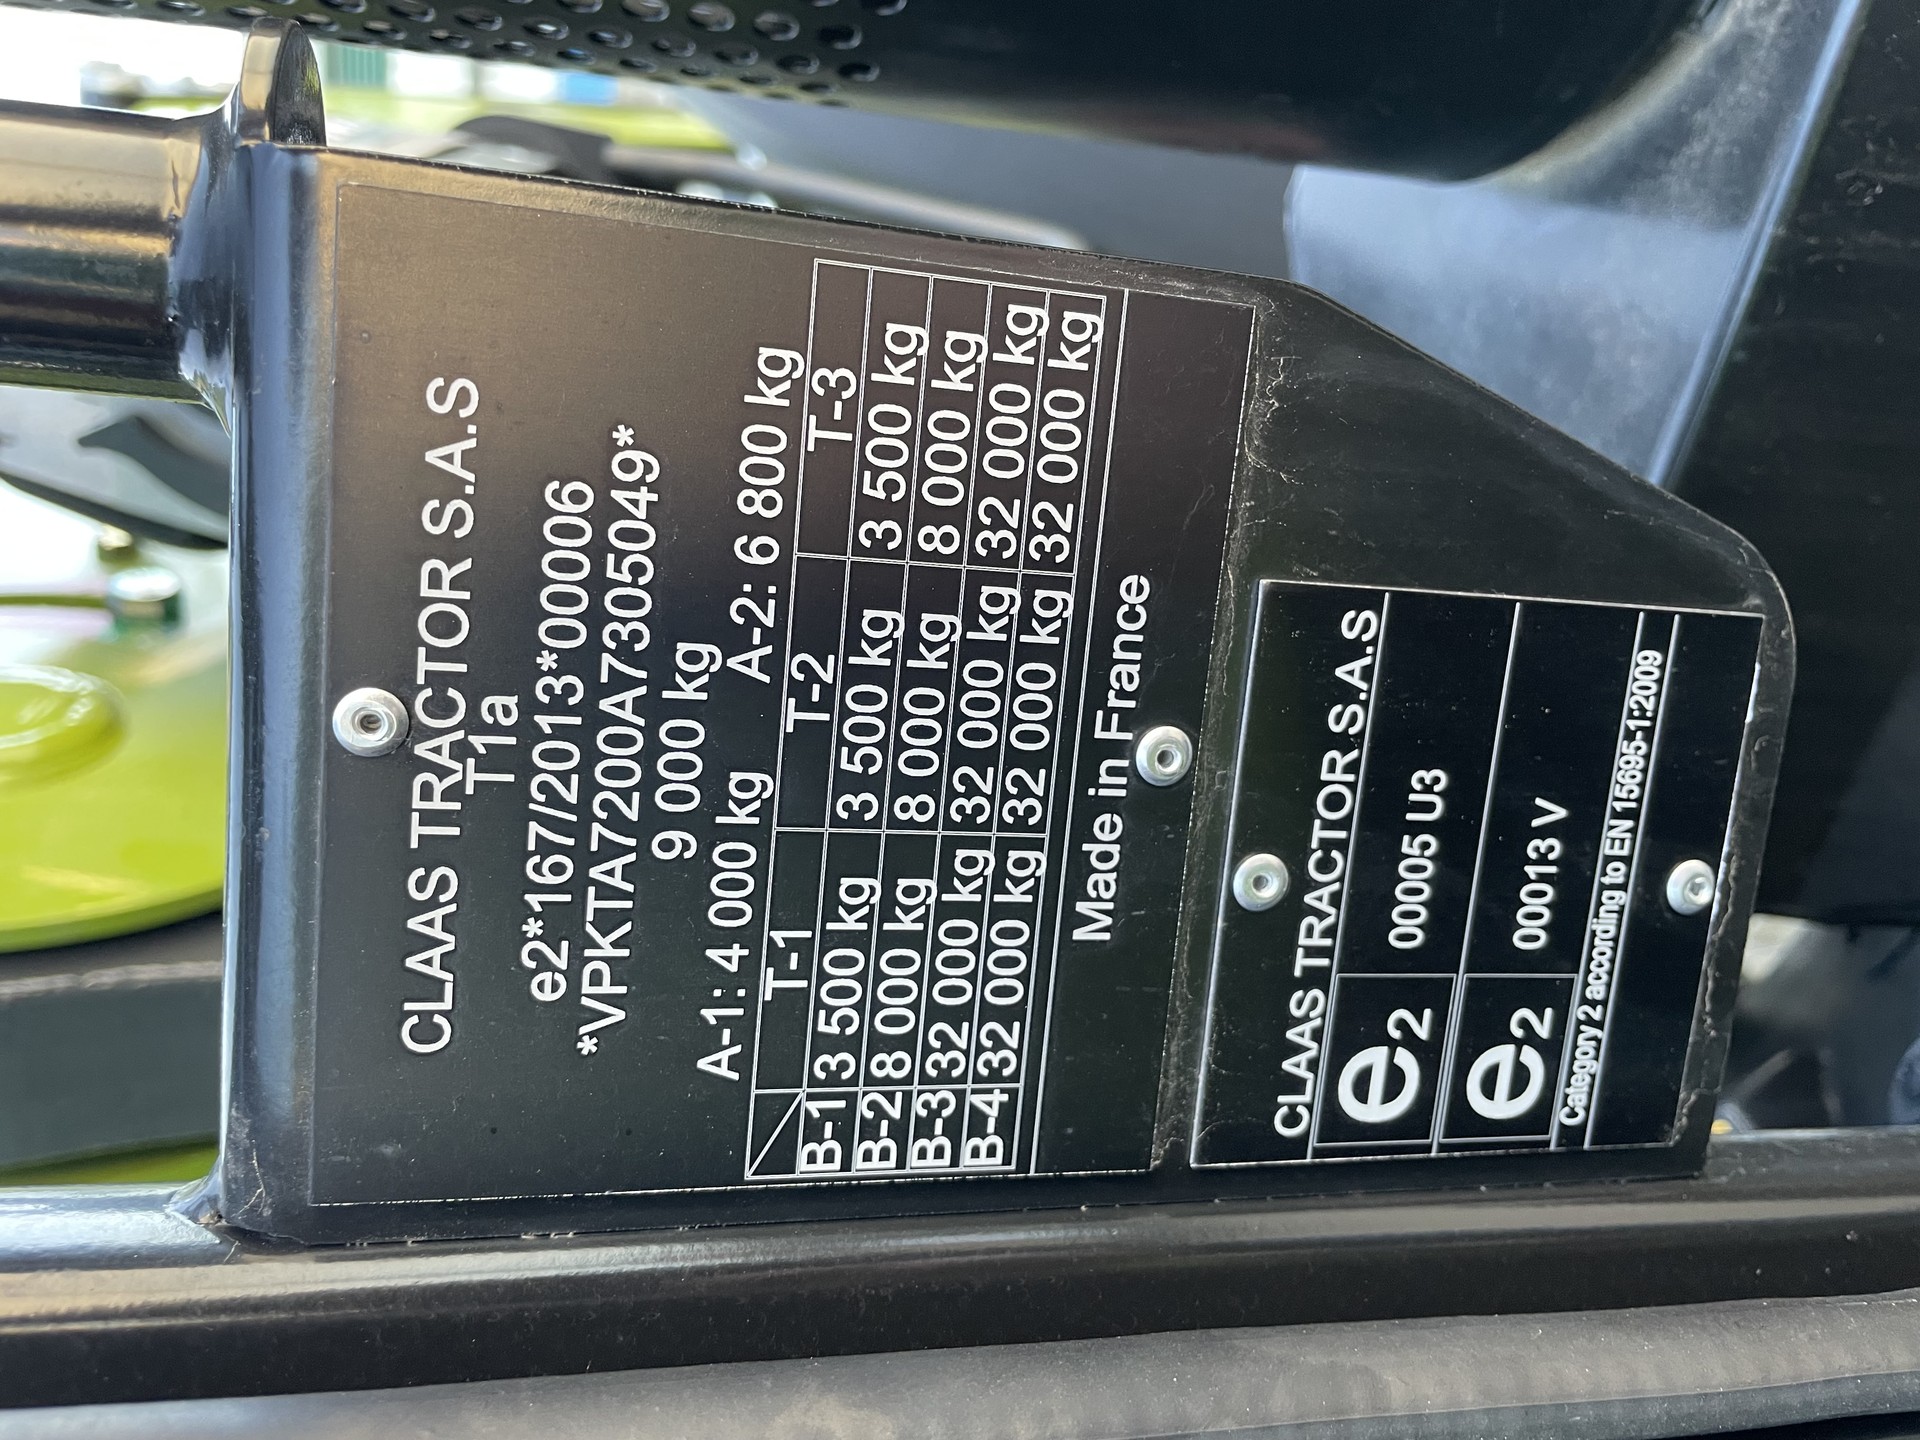 CLAAS TRACTOR S.A.S
T1a
e2*167/2013*00006
*VPKTA7200A7305049*
9 000 kg
A-1: 4 000 kg A-2: 6 800 kg
T-1 T-2 T-3
B-1 3 500 kg 3 500 kg 3 500 kg
B-2 8 000 kg 8 000 kg 8 000 kg
B-3 32 000 kg 32 000 kg 32 000 kg
B-4 32 000 kg 32 000 kg 32 000 kg
Made in France
CLAAS TRACTOR S.A.S
e2 00005 U3
e2 00013 V
Category 2 according to EN 15695-1:2009